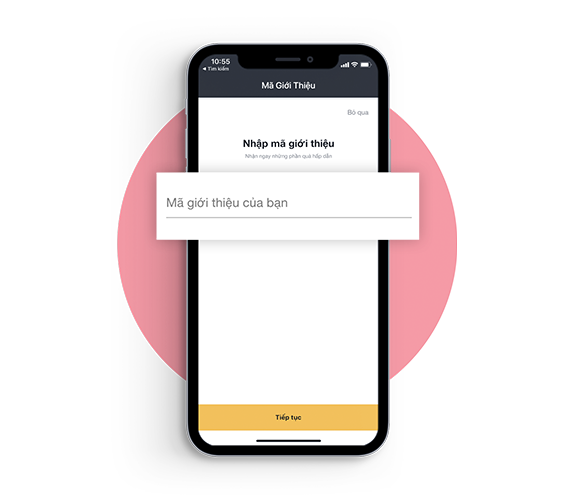 10:55
◀ Tìm kiếm
Mã Giới Thiệu
Bỏ qua
Nhập mã giới thiệu
Nhận ngay những phần quà hấp dẫn
Mã giới thiệu của bạn
Tiếp tục